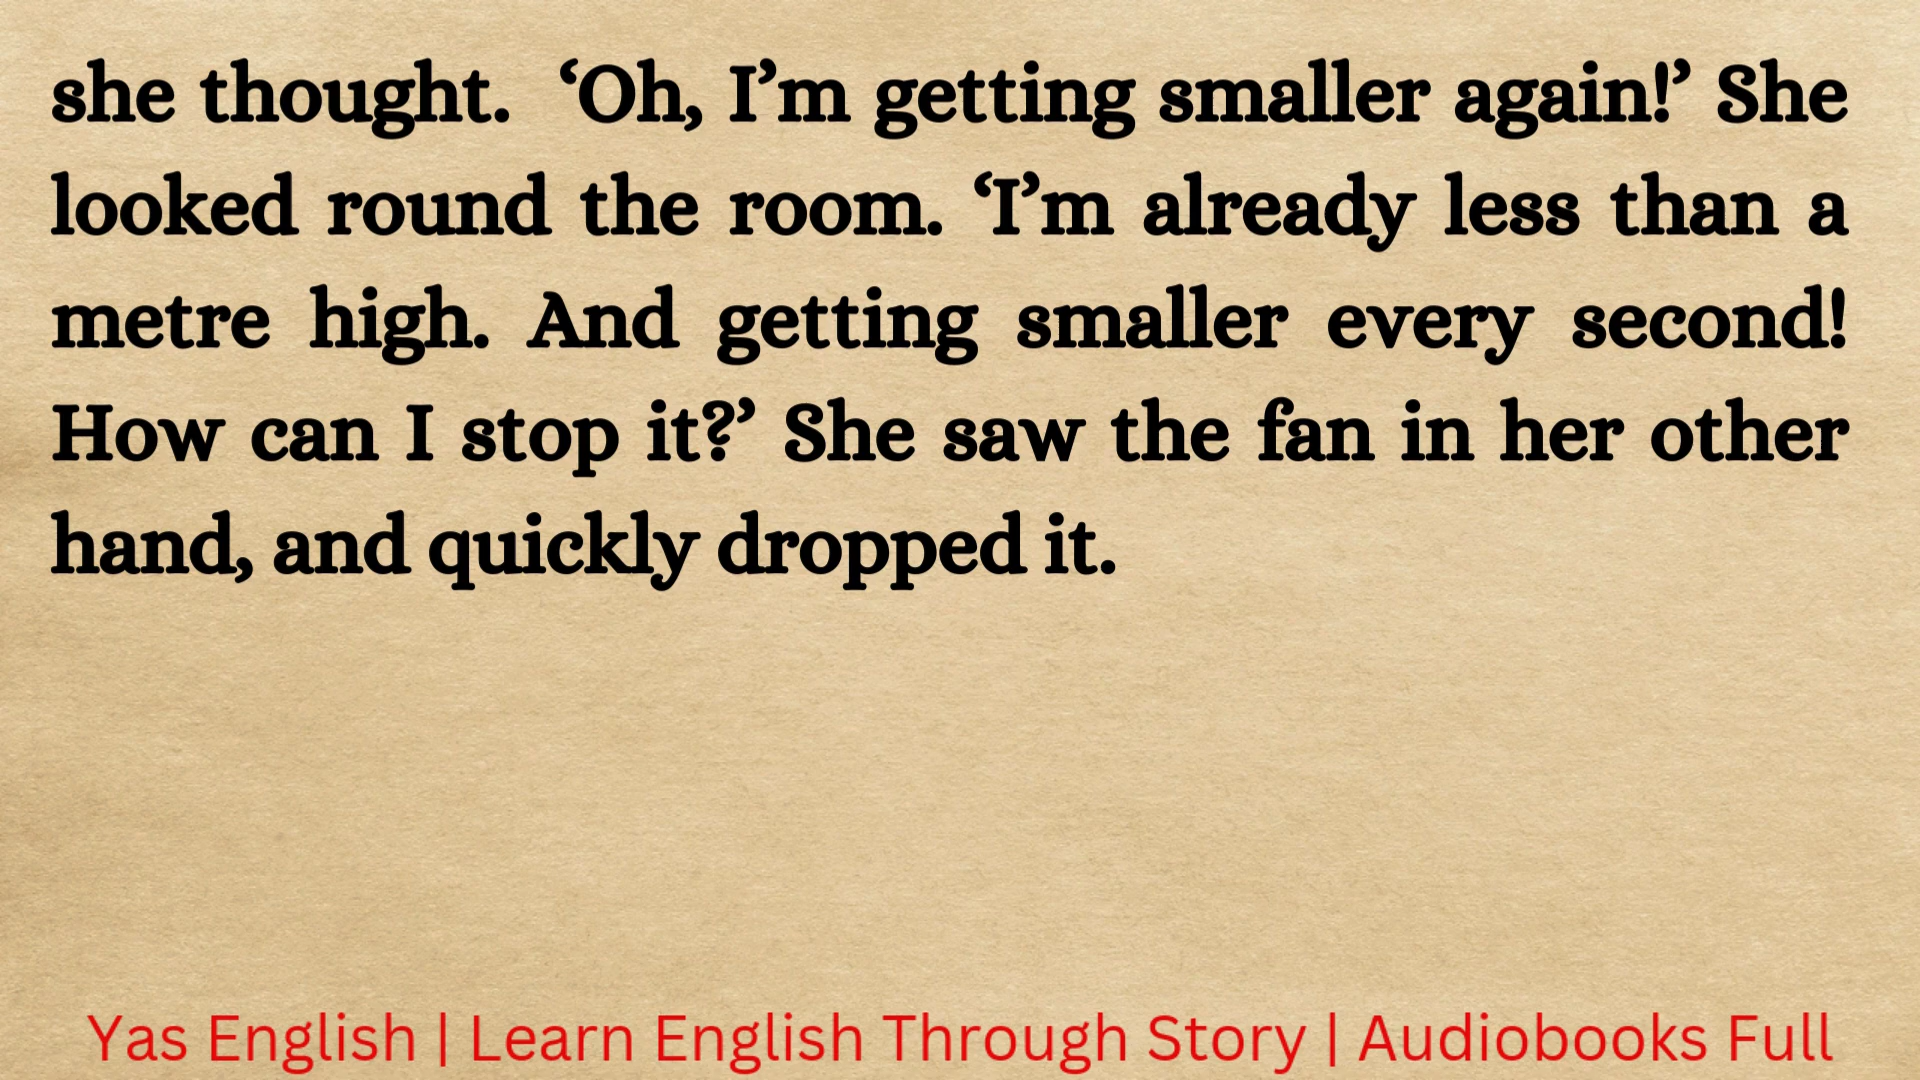 she thought.  ‘Oh, I’m getting smaller again!’ She
looked round the room. ‘I’m already less than a
metre high. And getting smaller every second!
How can I stop it?’ She saw the fan in her other
hand, and quickly dropped it.
Yas English | Learn English Through Story | Audiobooks Full